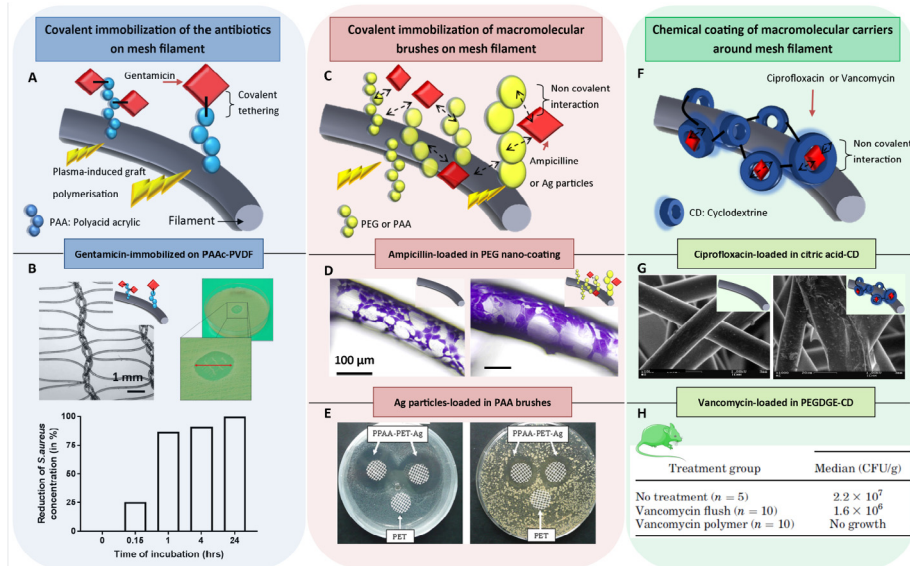 Covalent immobilization of the antibiotics
on mesh filament
A
Gentamicin
Covalent
tethering
Plasma-induced graft
polymerisation
PAA: Polyacid acrylic
Filament
Gentamicin-immobilized on PAAc-PVDF
B
1 mm
Reduction of S.aureus
concentration (in %)
100
75
50
25
0
0
0.16
1
4
24
Time of incubation (hrs)
Covalent immobilization of macromolecular
brushes on mesh filament
C
Non covalent
interaction
Ampicilline
or Ag particles
PEG or PAA
Ampicillin-loaded in PEG nano-coating
D
100 µm
Ag particles-loaded in PAA brushes
E
PPAA-PET-Ag
PPAA-PET-Ag
PET
PET
Chemical coating of macromolecular carriers
around mesh filament
F
Ciprofloxacin or Vancomycin
Non covalent
interaction
CD: Cyclodextrine
Ciprofloxacin-loaded in citric acid-CD
G
Vancomycin-loaded in PEGDGE-CD
H
Treatment group Median (CFU/g)
No treatment (n = 5) 2.2 × 10⁷
Vancomycin flush (n = 10) 1.6 × 10⁶
Vancomycin polymer (n = 10) No growth